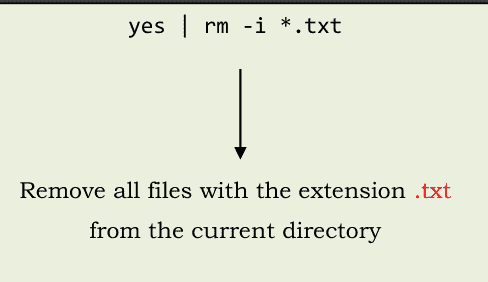 yes | rm -i *.txt
Remove all files with the extension .txt
from the current directory